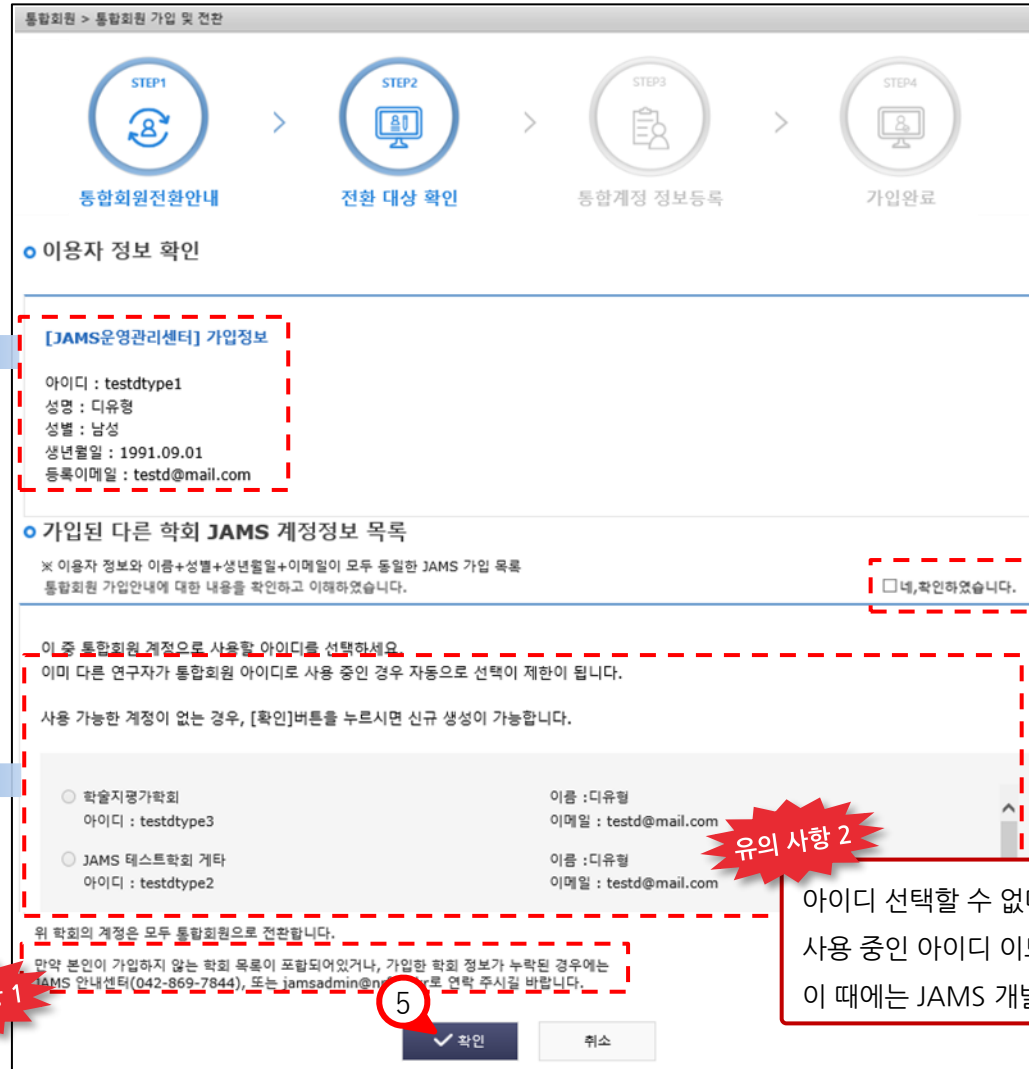 통합회원 > 통합회원 가입 및 전환
STEP1
STEP2
STEP3
STEP4
통합회원전환안내
전환 대상 확인
통합계정 정보등록
가입완료
이용자 정보 확인
[JAMS운영관리센터] 가입정보
아이디 : testdtype1
성명 : 디유형
성별 : 남성
생년월일 : 1991.09.01
등록이메일 : testd@mail.com
가입된 다른 학회 JAMS 계정정보 목록
※ 이용자 정보와 이름+성별+생년월일+이메일이 모두 동일한 JAMS 가입 목록
통합회원 가입안내에 대한 내용을 확인하고 이해하였습니다.
네,확인하였습니다.
이 중 통합회원 계정으로 사용할 아이디를 선택하세요.
이미 다른 연구자가 통합회원 아이디로 사용 중인 경우 자동으로 선택이 제한이 됩니다.
사용 가능한 계정이 없는 경우, [확인]버튼을 누르시면 신규 생성이 가능합니다.
학술지평가학회
이름 :디유형
아이디 : testdtype3
이메일 : testd@mail.com
JAMS 테스트학회 게타
이름 :디유형
아이디 : testdtype2
이메일 : testd@mail.com
유의 사항 2
아이디 선택할 수 없
사용 중인 아이디 이
이 때에는 JAMS 개
위 학회의 계정은 모두 통합회원으로 전환합니다.
만약 본인이 가입하지 않는 학회 목록이 포함되어있거나, 가입한 학회 정보가 누락된 경우에는
JAMS 안내센터(042-869-7844), 또는 jamsadmin@n 로 연락 주시길 바랍니다.
1
5
확인
취소